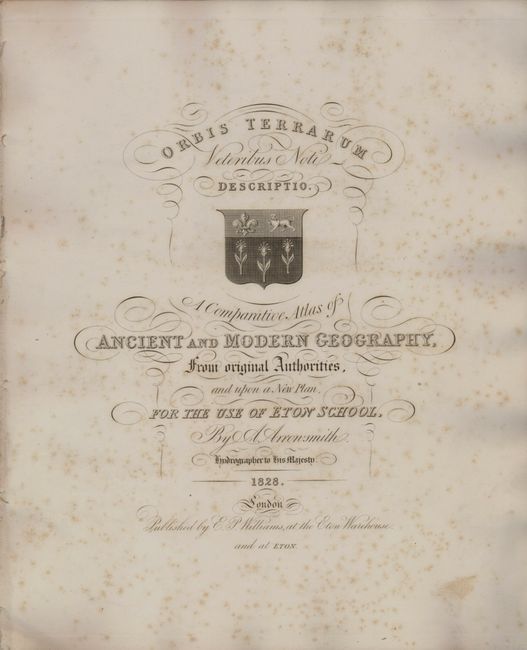 ORBIS TERRARUM
Veteribus Noti
DESCRIPTIO.
A Comparative Atlas of
ANCIENT AND MODERN GEOGRAPHY,
From original Authorities,
and upon a New Plan,
FOR THE USE OF ETON SCHOOL.
By A. Arrowsmith.
Hydrographer to His Majesty.
1828.
London
Published by E. P. Williams, at the Eton Warehouse
and at ETON.